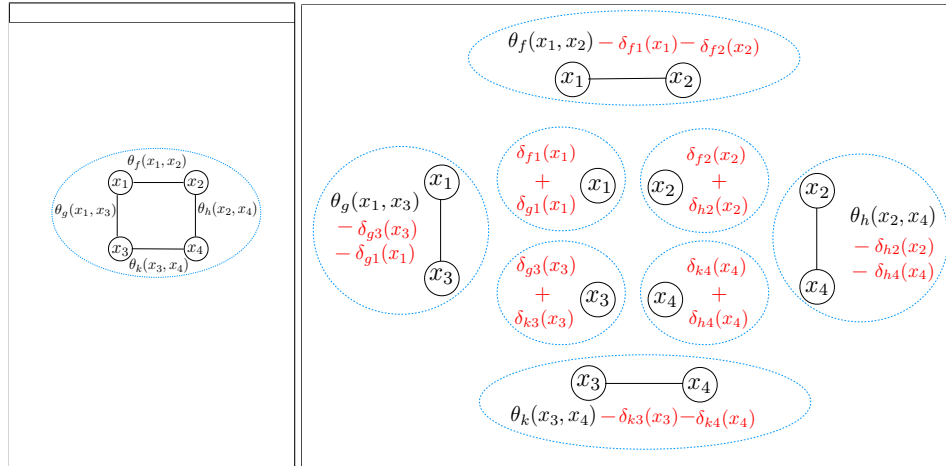 θ_f(x_1, x_2)
x_1
x_2
θ_g(x_1, x_3)
θ_h(x_2, x_4)
x_3
x_4
θ_k(x_3, x_4)
θ_f(x_1, x_2) − δ_{f1}(x_1) − δ_{f2}(x_2)
x_1
x_2
x_1
θ_g(x_1, x_3)
− δ_{g3}(x_3)
− δ_{g1}(x_1)
x_3
δ_{f1}(x_1)
+
δ_{g1}(x_1)
x_1
δ_{f2}(x_2)
+
δ_{h2}(x_2)
x_2
δ_{g3}(x_3)
+
δ_{k3}(x_3)
x_3
δ_{k4}(x_4)
+
δ_{h4}(x_4)
x_4
x_2
θ_h(x_2, x_4)
− δ_{h2}(x_2)
− δ_{h4}(x_4)
x_4
x_3
x_4
θ_k(x_3, x_4) − δ_{k3}(x_3) − δ_{k4}(x_4)